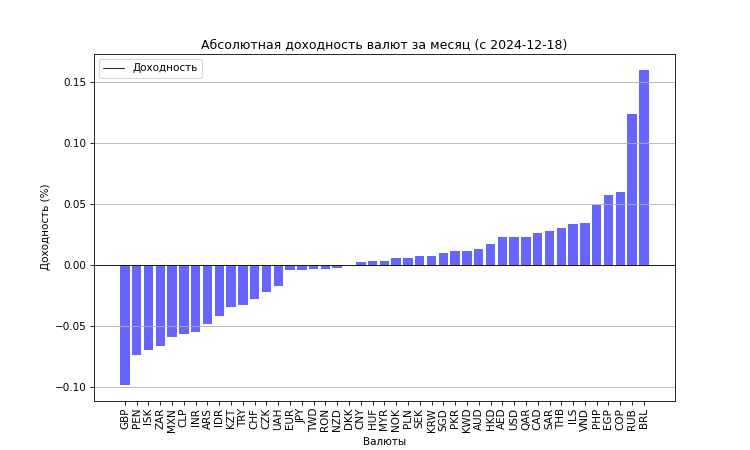 Абсолютная доходность валют за месяц (с 2024-12-18)
Доходность
0.15
0.10
0.05
0.00
−0.05
−0.10
Доходность (%)
GBP PEN ISK ZAR MXN CLP INR ARS IDR KZT TRY CHF CZK UAH EUR JPY TWD RON NZD DKK CNY HUF MYR NOK PLN SEK KRW SGD PKR KWD AUD HKD AED USD QAR CAD SAR THB ILS VND PHP EGP COP RUB BRL
Валюты